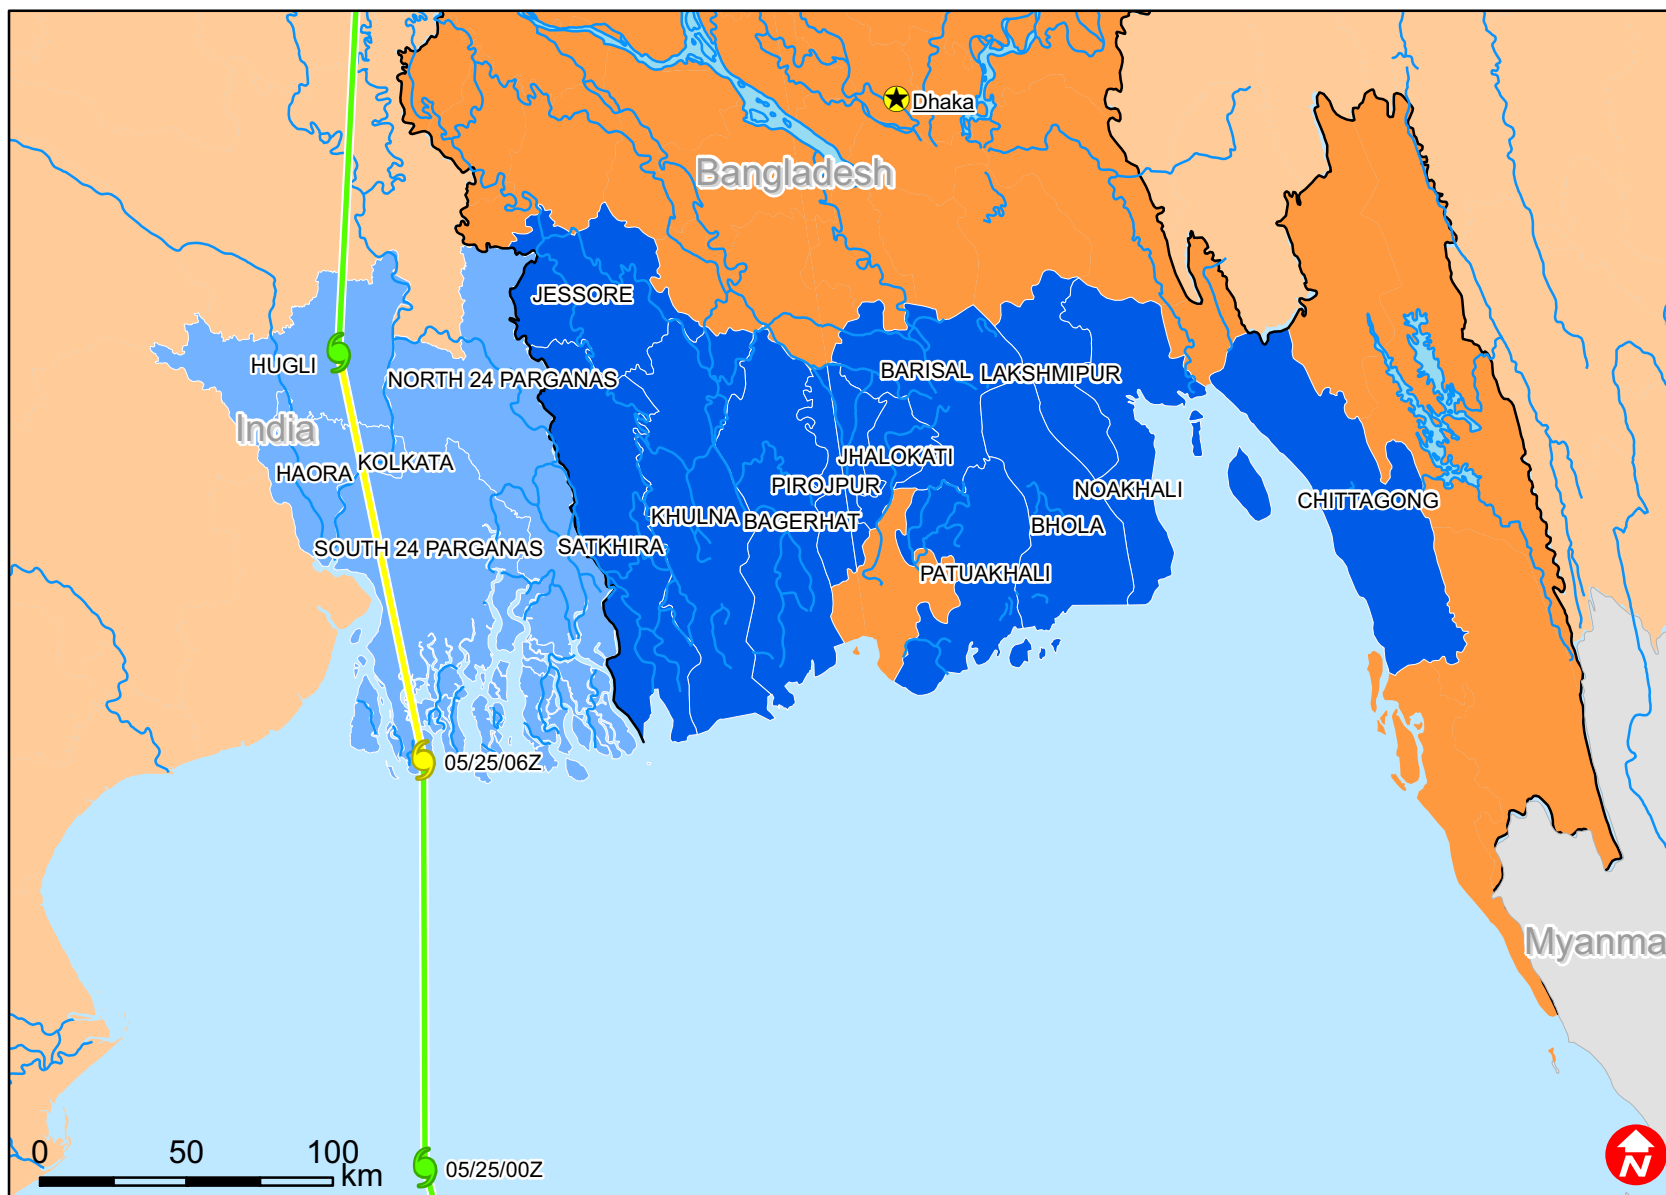 Dhaka
Bangladesh
JESSORE
HUGLI
NORTH 24 PARGANAS
BARISAL
LAKSHMIPUR
India
HAORA
KOLKATA
JHALOKATI
PIROJPUR
NOAKHALI
CHITTAGONG
KHULNA
BAGERHAT
BHOLA
SOUTH 24 PARGANAS
SATKHIRA
PATUAKHALI
05/25/06Z
Myanma
0 50 100
km
05/25/00Z
N